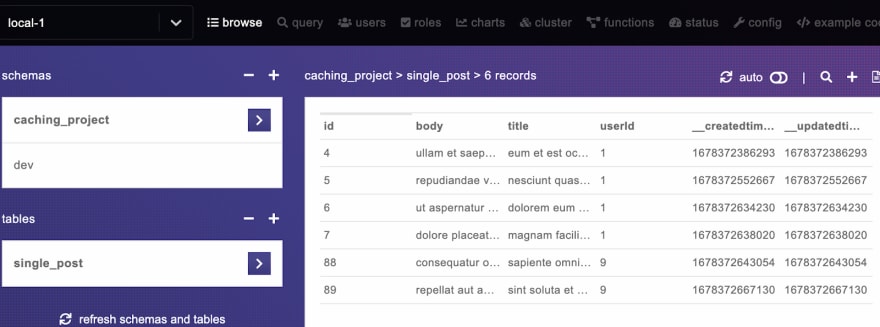 local-1 browse query users roles charts cluster functions status config example co
schemas
caching_project
dev
tables
single_post
refresh schemas and tables
caching_project > single_post > 6 records auto |
id body title userId __createdtim... __updatedti...
4 ullam et saep... eum et est oc... 1 1678372386293 1678372386293
5 repudiandae v... nesciunt quas... 1 1678372552667 1678372552667
6 ut aspernatur ... dolorem eum ... 1 1678372634230 1678372634230
7 dolore placeat... magnam facili... 1 1678372638020 1678372638020
88 consequatur o... sapiente omni... 9 1678372643054 1678372643054
89 repellat aut a... sint soluta et ... 9 1678372667130 1678372667130